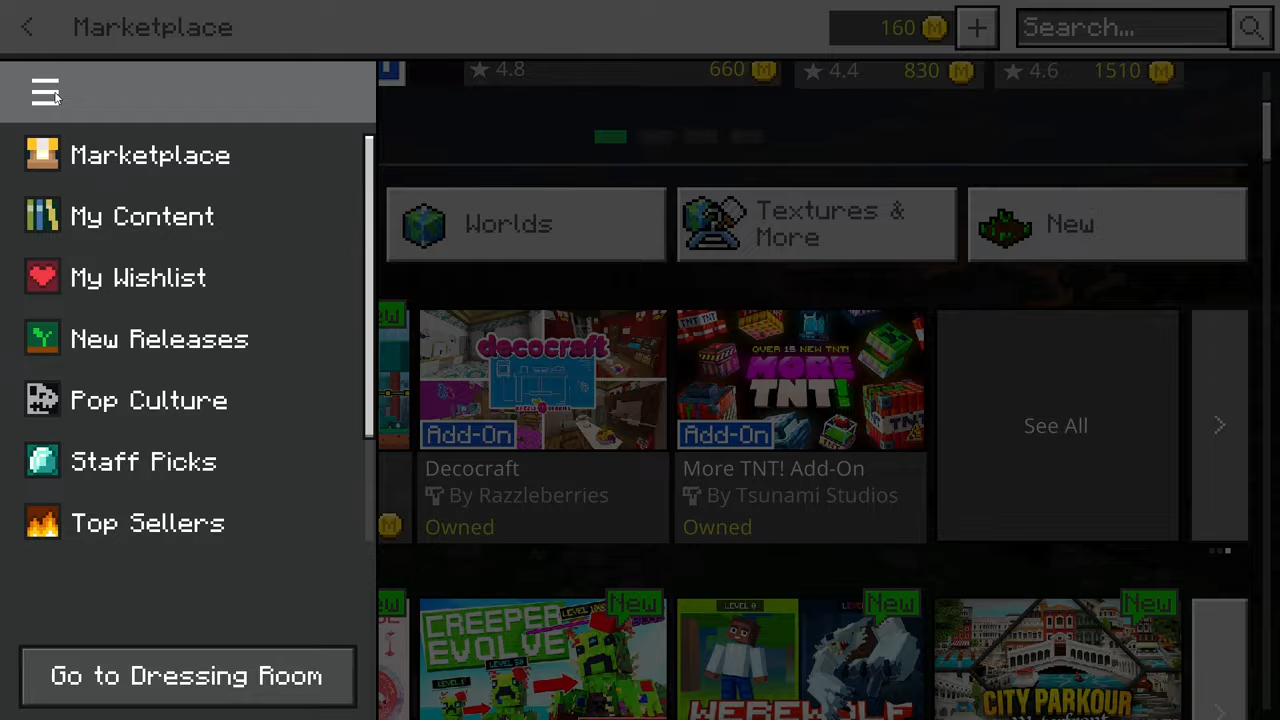 Marketplace
160
Search...
4.8
660
4.4
830
4.6
1510
Marketplace
My Content
My Wishlist
New Releases
Pop Culture
Staff Picks
Top Sellers
Go to Dressing Room
Worlds
Textures &
More
New
decocraft
Add-On
Decocraft
By Razzleberries
Owned
OVER 15 NEW TNT!
MORE
TNT!
Add-On
More TNT! Add-On
By Tsunami Studios
Owned
See All
New
CREEPER
EVOLVE
New
LEVEL 0
WEREWOLF
New
CITY PARKOUR